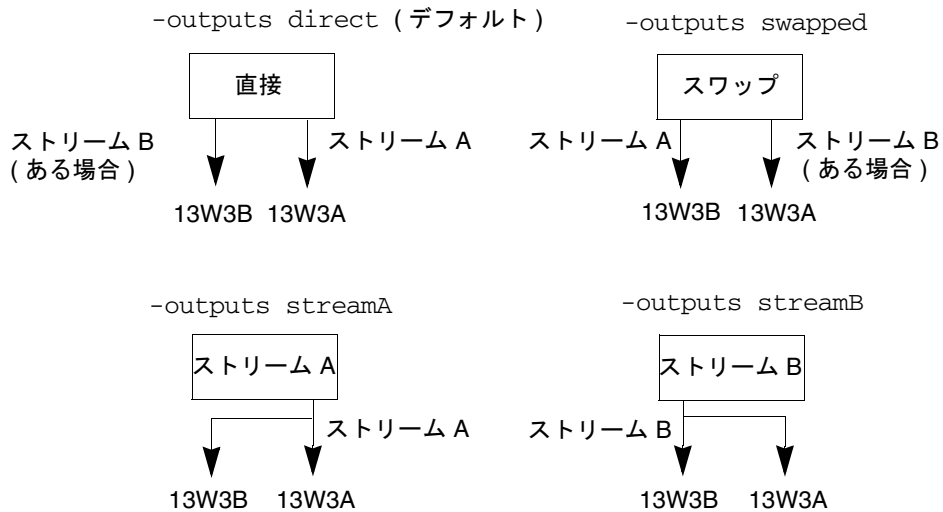 -outputs direct ( デフォルト )
直接
ストリーム B
( ある場合 )
ストリーム A
13W3B 13W3A
-outputs swapped
スワップ
ストリーム A
ストリーム B
( ある場合 )
13W3B 13W3A
-outputs streamA
ストリーム A
ストリーム A
13W3B 13W3A
-outputs streamB
ストリーム B
ストリーム B
13W3B 13W3A